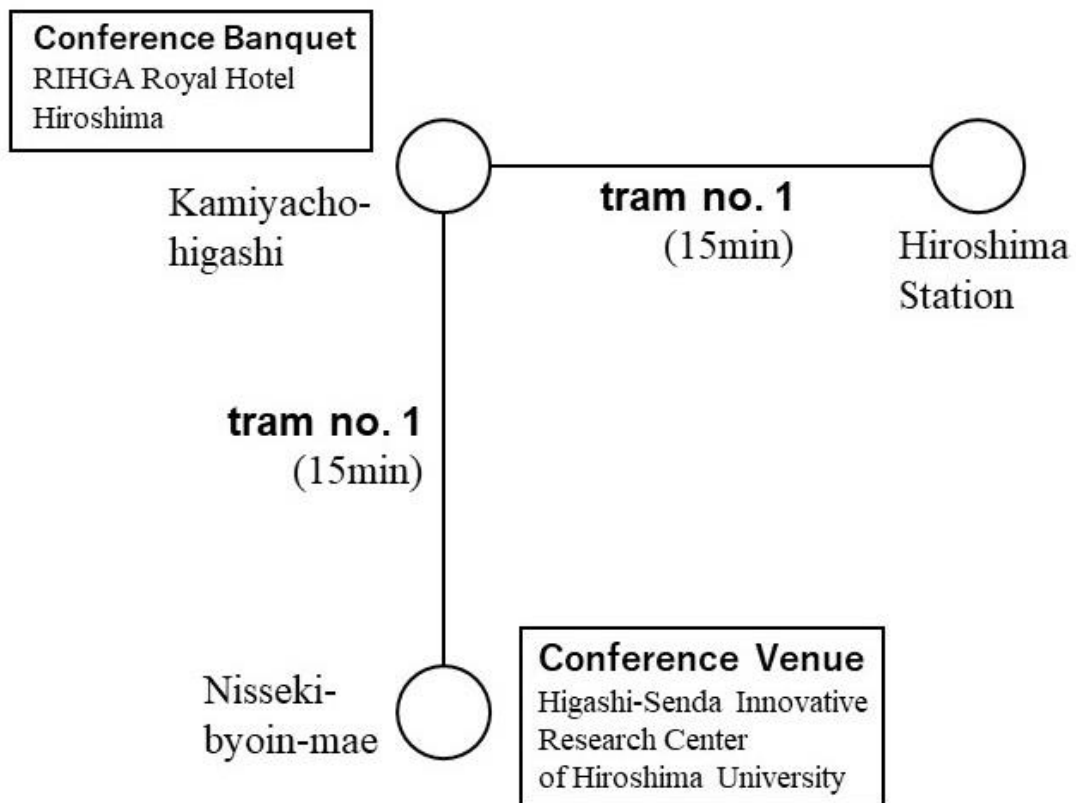 Conference Banquet
RIHGA Royal Hotel
Hiroshima
Kamiyacho-
higashi
tram no. 1
(15min)
Hiroshima
Station
tram no. 1
(15min)
Nisseki-
byoin-mae
Conference Venue
Higashi-Senda Innovative
Research Center
of Hiroshima University